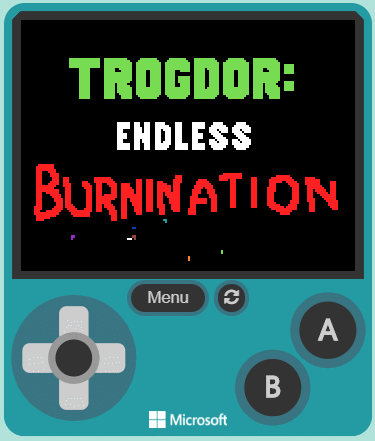 TROGDOR:
ENDLESS
BURNINATION
Menu
A
B
Microsoft